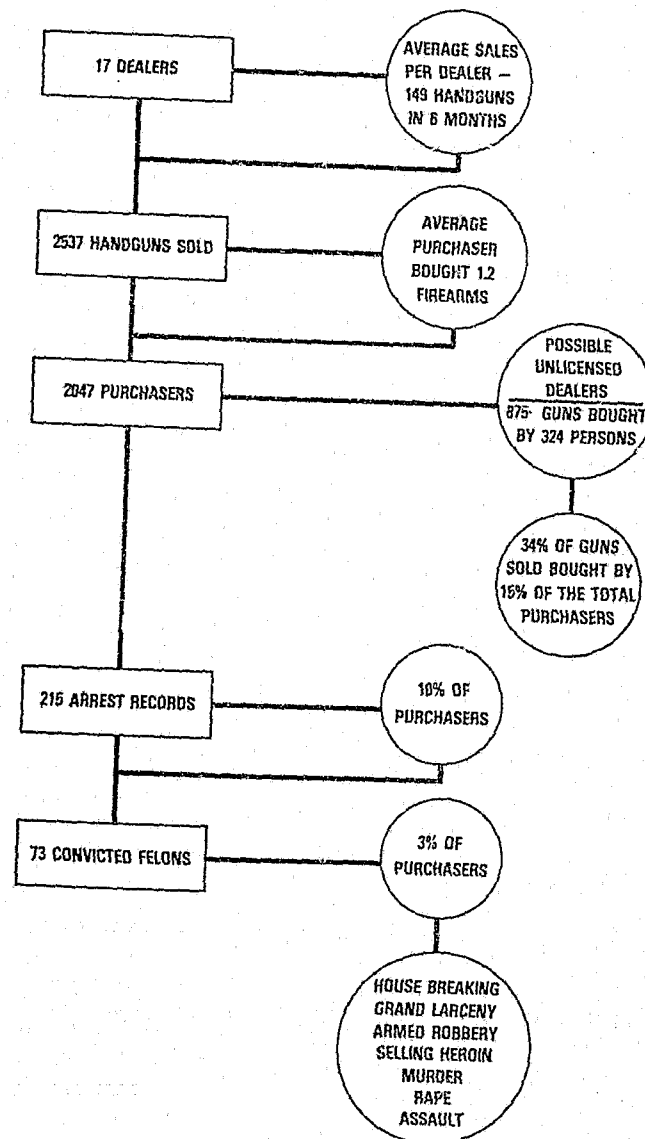 17 DEALERS
AVERAGE SALES
PER DEALER —
149 HANDGUNS
IN 6 MONTHS
2537 HANDGUNS SOLD
AVERAGE
PURCHASER
BOUGHT 1.2
FIREARMS
2047 PURCHASERS
POSSIBLE
UNLICENSED
DEALERS
875· GUNS BOUGHT
BY 324 PERSONS
34% OF GUNS
SOLD BOUGHT BY
15% OF THE TOTAL
PURCHASERS
215 ARREST RECORDS
10% OF
PURCHASERS
73 CONVICTED FELONS
3% OF
PURCHASERS
HOUSE BREAKING
GRAND LARCENY
ARMED ROBBERY
SELLING HEROIN
MURDER
RAPE
ASSAULT